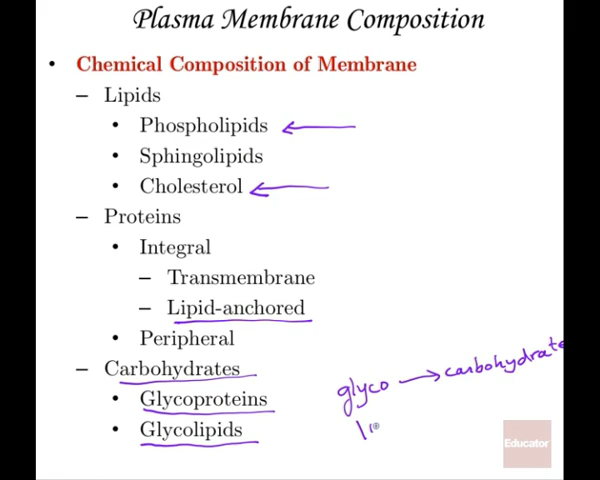 Plasma Membrane Composition
• Chemical Composition of Membrane
– Lipids
• Phospholipids
• Sphingolipids
• Cholesterol
– Proteins
• Integral
– Transmembrane
– Lipid-anchored
• Peripheral
– Carbohydrates
• Glycoproteins
• Glycolipids
glyco → carbohydrate
Educator